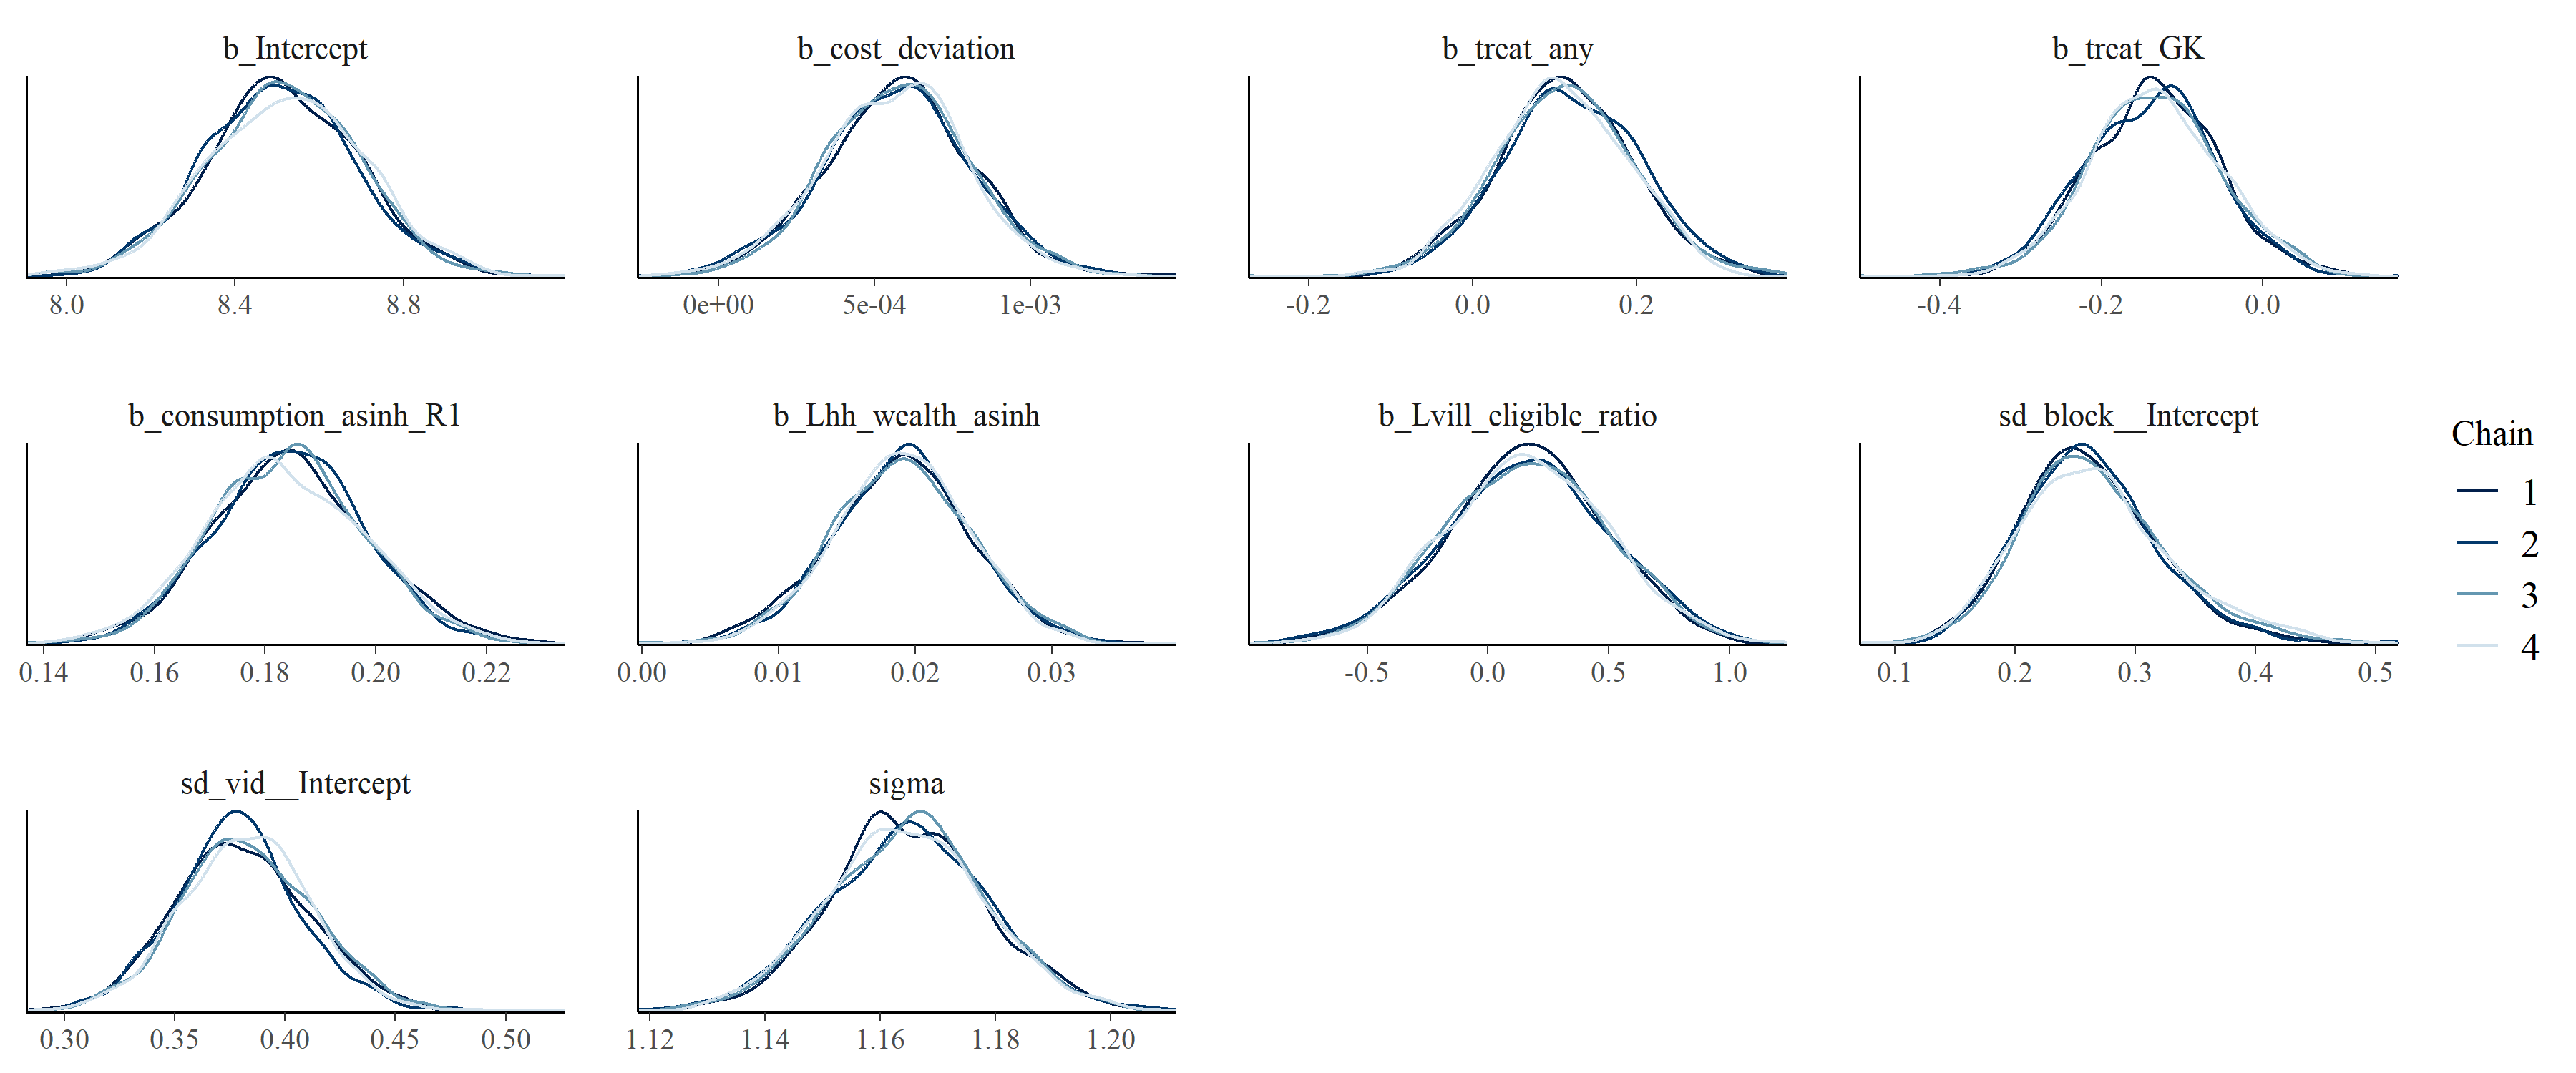 b_Intercept
b_cost_deviation
b_treat_any
b_treat_GK
8.0 8.4 8.8
0e+00 5e-04 1e-03
-0.2 0.0 0.2
-0.4 -0.2 0.0
b_consumption_asinh_R1
b_Lhh_wealth_asinh
b_Lvill_eligible_ratio
sd_block__Intercept
0.14 0.16 0.18 0.20 0.22
0.00 0.01 0.02 0.03
-0.5 0.0 0.5 1.0
0.1 0.2 0.3 0.4 0.5
Chain
1
2
3
4
sd_vid__Intercept
sigma
0.30 0.35 0.40 0.45 0.50
1.12 1.14 1.16 1.18 1.20